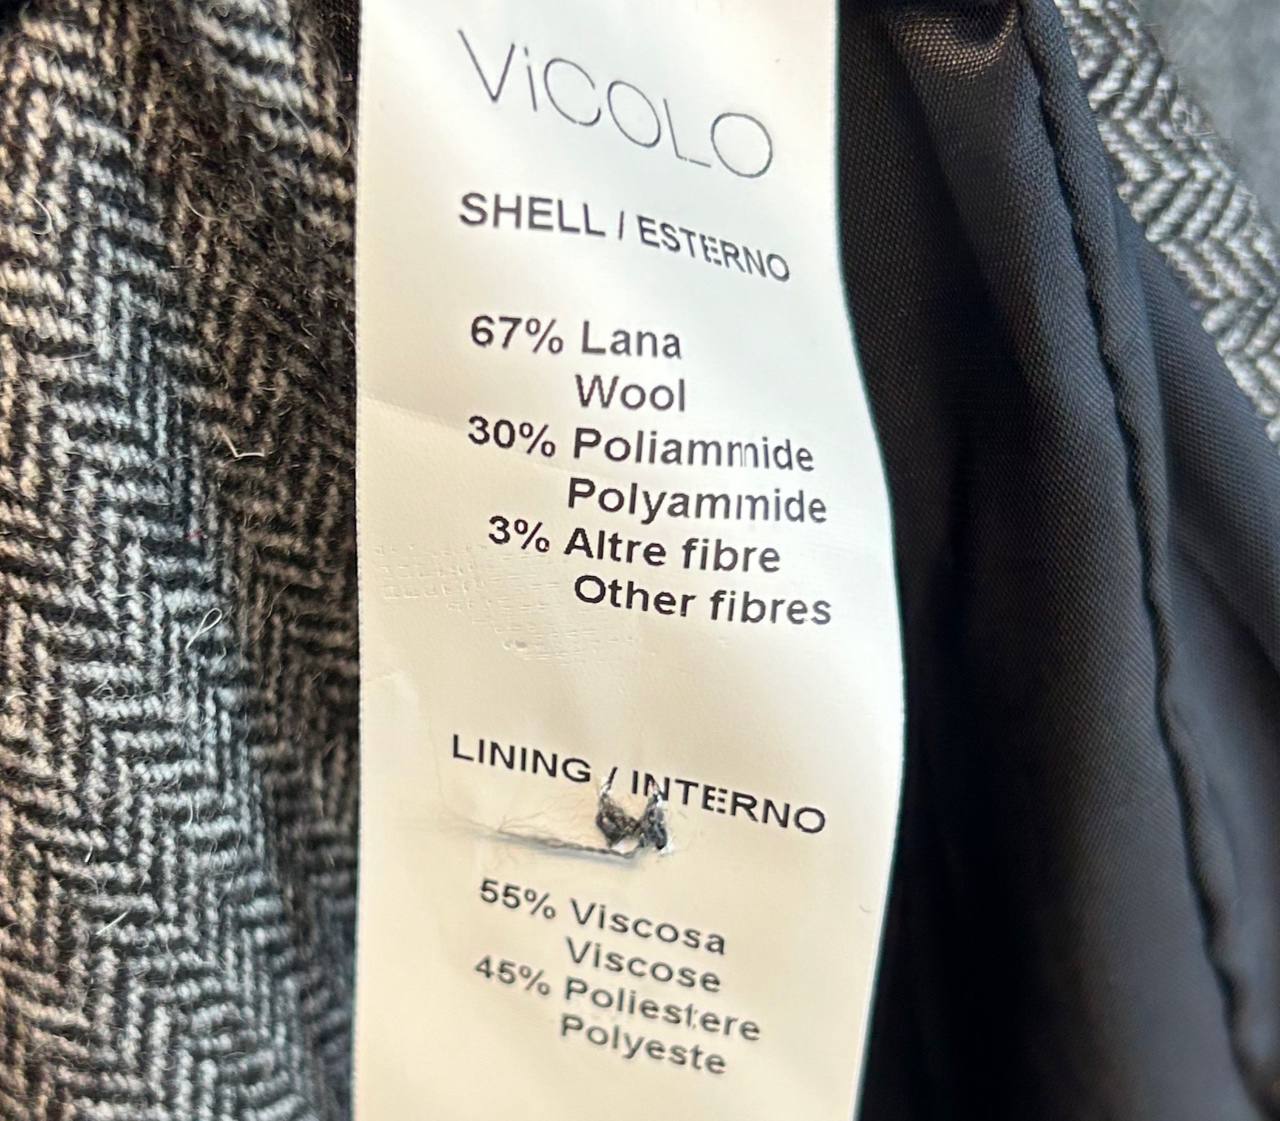 ViCOLO
SHELL / ESTERNO
67% Lana
Wool
30% Poliammide
Polyammide
3% Altre fibre
Other fibres
LINING / INTERNO
55% Viscosa
Viscose
45% Poliestere
Polyeste